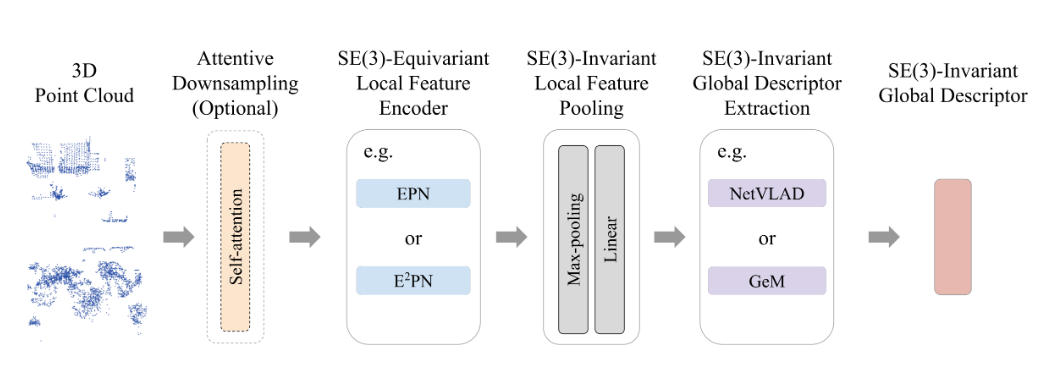 3D
Point Cloud
Attentive
Downsampling
(Optional)
Self-attention
SE(3)-Equivariant
Local Feature
Encoder
e.g.
EPN
or
E²PN
SE(3)-Invariant
Local Feature
Pooling
Max-pooling
Linear
SE(3)-Invariant
Global Descriptor
Extraction
e.g.
NetVLAD
or
GeM
SE(3)-Invariant
Global Descriptor